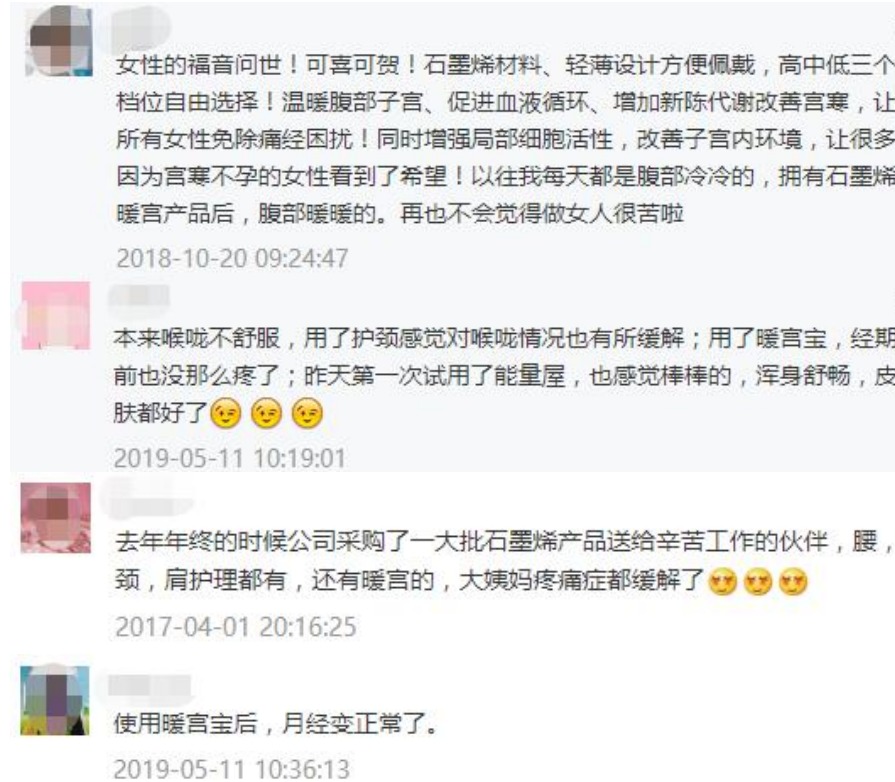 女性的福音问世！可喜可贺！石墨烯材料、轻薄设计方便佩戴，高中低三个
档位自由选择！温暖腹部子宫、促进血液循环、增加新陈代谢改善宫寒，让
所有女性免除痛经困扰！同时增强局部细胞活性，改善子宫内环境，让很多
因为宫寒不孕的女性看到了希望！以往我每天都是腹部冷冷的，拥有石墨烯
暖宫产品后，腹部暖暖的。再也不会觉得做女人很苦啦
2018-10-20 09:24:47
本来喉咙不舒服，用了护颈感觉对喉咙情况也有所缓解；用了暖宫宝，经期
前也没那么疼了；昨天第一次试用了能量屋，也感觉棒棒的，浑身舒畅，皮
肤都好了
2019-05-11 10:19:01
去年年终的时候公司采购了一大批石墨烯产品送给辛苦工作的伙伴，腰，
颈，肩护理都有，还有暖宫的，大姨妈疼痛症都缓解了
2017-04-01 20:16:25
使用暖宫宝后，月经变正常了。
2019-05-11 10:36:13